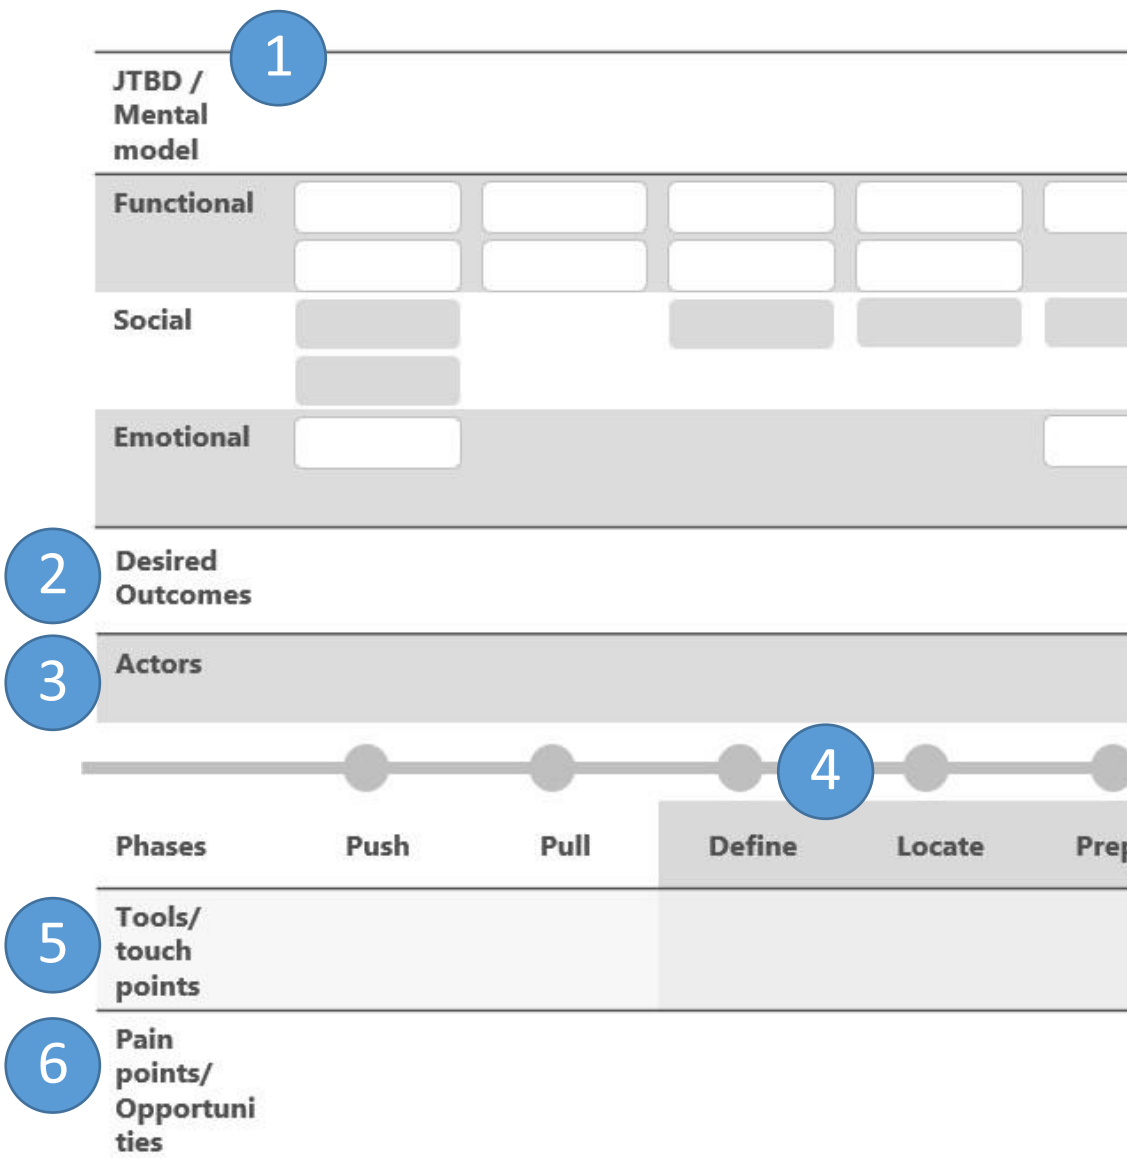 1
JTBD /
Mental
model
Functional
Social
Emotional
2
Desired
Outcomes
3
Actors
4
Phases Push Pull Define Locate Prep
5
Tools/
touch
points
6
Pain
points/
Opportuni
ties